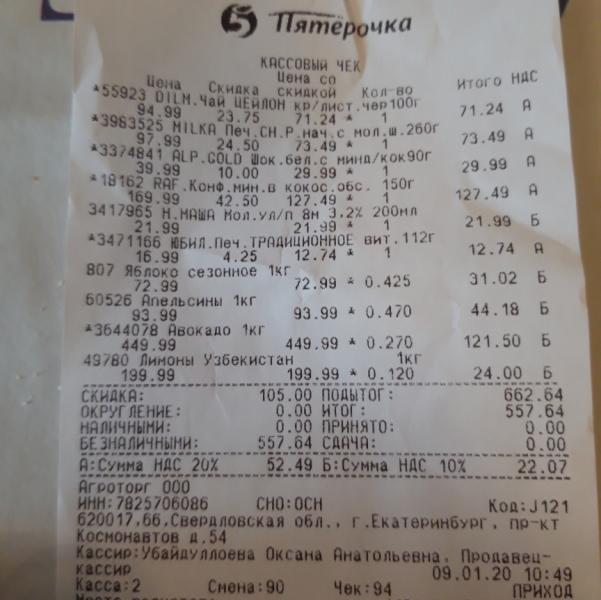 5 Пятёрочка
КАССОВЫЙ ЧЕК
Цена Скидка Цена со скидкой Кол-во Итого НДС
*55923 DILM.Чай ЦЕЙЛОН кр/лист.чер100г
94.99 23.75 71.24 * 1 71.24 А
*3983525 MILKA Печ.CH.P.нач.с мол.ш.260г
97.99 24.50 73.49 * 1 73.49 А
*3374841 ALP.GOLD Шок.бел.с минд/кок90г
39.99 10.00 29.99 * 1 29.99 А
*18162 RAF.Конф.мин.в кокос.обс. 150г
169.99 42.50 127.49 * 1 127.49 А
3417965 М.МАША Мол.ул/п 8м 3.2% 200мл
21.99 21.99 * 1 21.99 Б
*3471166 ЮБИЛ.Печ.ТРАДИЦИОННОЕ вит.112г
16.99 4.25 12.74 * 1 12.74 А
807 Яблоко сезонное 1кг
72.99 72.99 * 0.425 31.02 Б
60526 Апельсины 1кг
93.99 93.99 * 0.470 44.18 Б
*3644078 Авокадо 1кг
449.99 449.99 * 0.270 121.50 Б
49780 Лимоны Узбекистан 1кг
199.99 199.99 * 0.120 24.00 Б
СКИДКА: 105.00 ПОДЫТОГ: 662.64
ОКРУГЛЕНИЕ: 0.00 ИТОГ: 557.64
НАЛИЧНЫМИ: 0.00 ПРИНЯТО: 0.00
БЕЗНАЛИЧНЫМИ: 557.64 СДАЧА: 0.00
А:Сумма НДС 20% 52.49 Б:Сумма НДС 10% 22.07
Агроторг ООО
ИНН:7825706086 СНО:ОСН Код:J121
620017,66,Свердловская обл., г.Екатеринбург, пр-кт
Космонавтов д.54
Кассир:Убайдуллоева Оксана Анатольевна, Продавец-
кассир 09.01.20 10:49
Касса:2 Смена:90 Чек:94 ПРИХОД